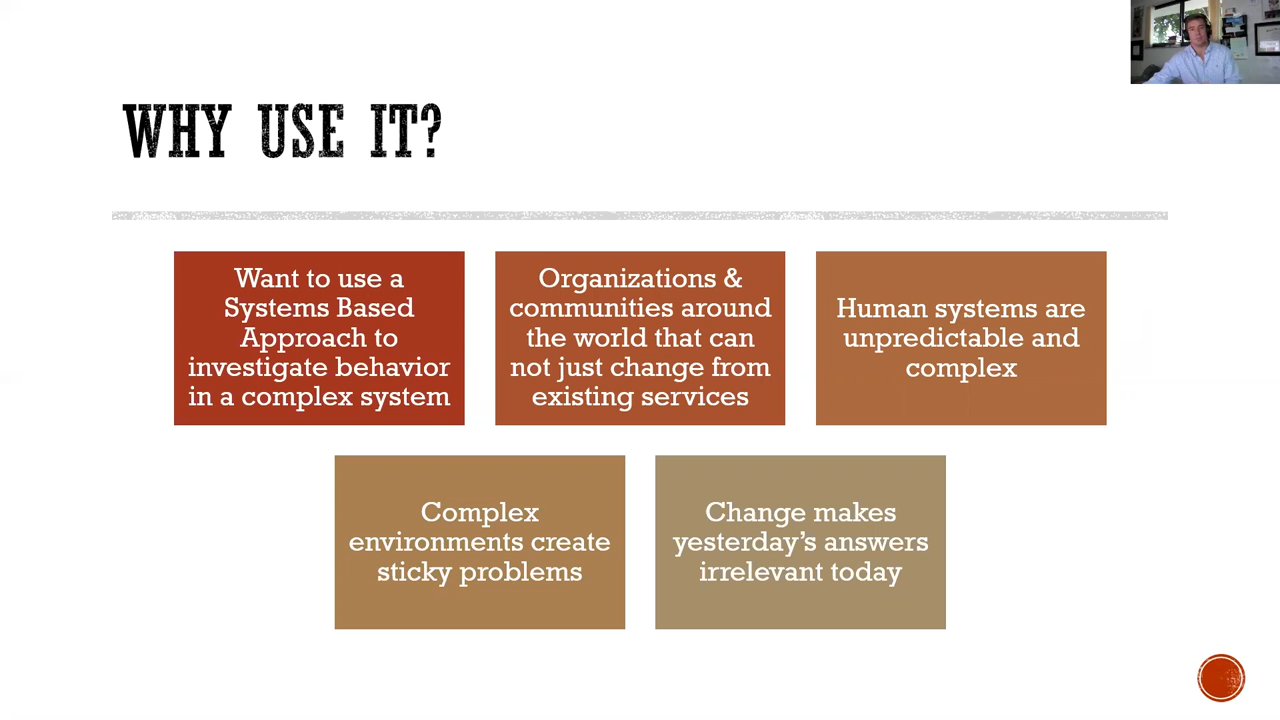 WHY USE IT?
Want to use a
Systems Based
Approach to
investigate behavior
in a complex system
Organizations &
communities around
the world that can
not just change from
existing services
Human systems are
unpredictable and
complex
Complex
environments create
sticky problems
Change makes
yesterday's answers
irrelevant today